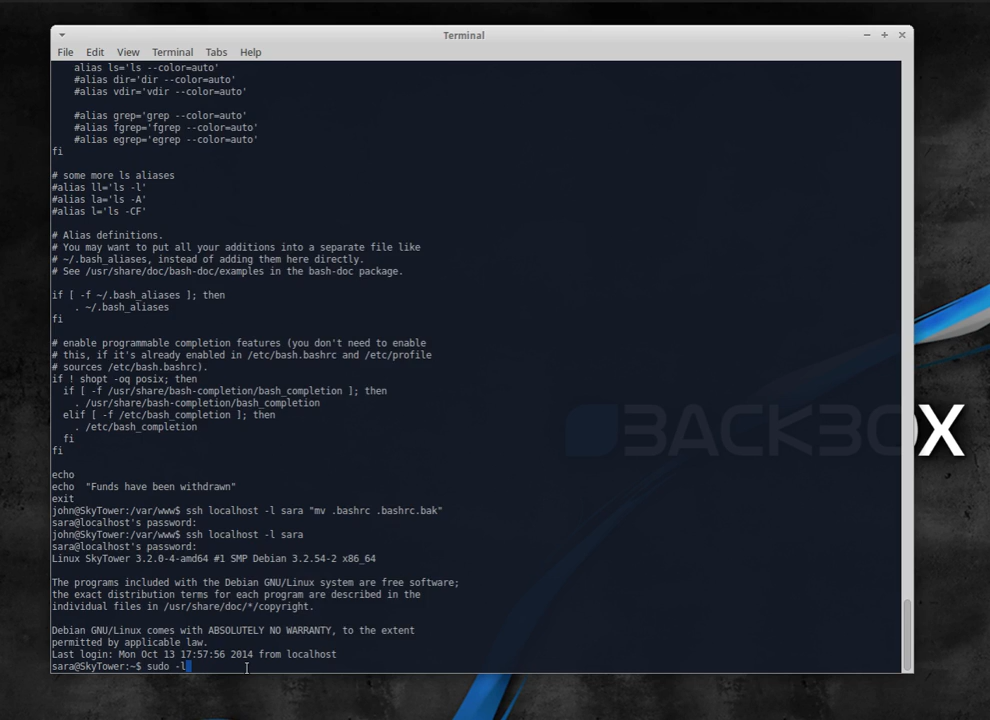 Terminal
File Edit View Terminal Tabs Help
    alias ls='ls --color=auto'
    #alias dir='dir --color=auto'
    #alias vdir='vdir --color=auto'

    #alias grep='grep --color=auto'
    #alias fgrep='fgrep --color=auto'
    #alias egrep='egrep --color=auto'
fi

# some more ls aliases
#alias ll='ls -l'
#alias la='ls -A'
#alias l='ls -CF'

# Alias definitions.
# You may want to put all your additions into a separate file like
# ~/.bash_aliases, instead of adding them here directly.
# See /usr/share/doc/bash-doc/examples in the bash-doc package.

if [ -f ~/.bash_aliases ]; then
    . ~/.bash_aliases
fi

# enable programmable completion features (you don't need to enable
# this, if it's already enabled in /etc/bash.bashrc and /etc/profile
# sources /etc/bash.bashrc).
if ! shopt -oq posix; then
  if [ -f /usr/share/bash-completion/bash_completion ]; then
    . /usr/share/bash-completion/bash_completion
  elif [ -f /etc/bash_completion ]; then
    . /etc/bash_completion
  fi
fi

echo
echo  "Funds have been withdrawn"
exit
john@SkyTower:/var/www$ ssh localhost -l sara "mv .bashrc .bashrc.bak"
sara@localhost's password:
john@SkyTower:/var/www$ ssh localhost -l sara
sara@localhost's password:
Linux SkyTower 3.2.0-4-amd64 #1 SMP Debian 3.2.54-2 x86_64

The programs included with the Debian GNU/Linux system are free software;
the exact distribution terms for each program are described in the
individual files in /usr/share/doc/*/copyright.

Debian GNU/Linux comes with ABSOLUTELY NO WARRANTY, to the extent
permitted by applicable law.
Last login: Mon Oct 13 17:57:56 2014 from localhost
sara@SkyTower:~$ sudo -l
BACKBOX